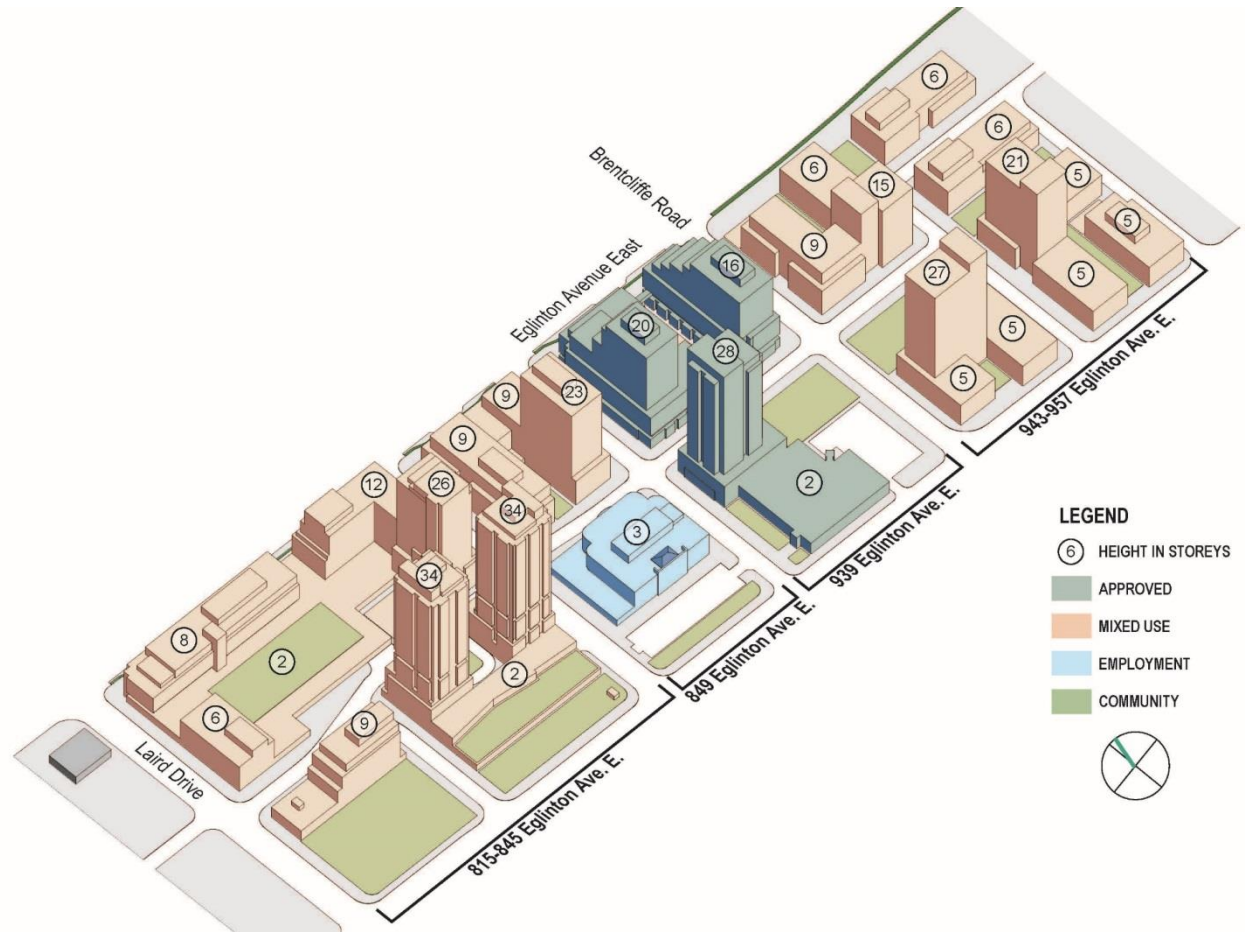 6
6
Brentcliffe Road
6
15
21
5
5
9
16
27
5
Eglinton Avenue East
20
28
5
5
943-957 Eglinton Ave. E.
23
9
9
2
939 Eglinton Ave. E.
12
26
34
3
849 Eglinton Ave. E.
34
8
2
2
6
9
Laird Drive
815-845 Eglinton Ave. E.
LEGEND
6 HEIGHT IN STOREYS
APPROVED
MIXED USE
EMPLOYMENT
COMMUNITY